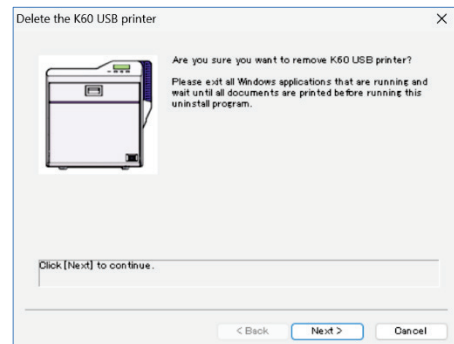 Delete the K60 USB printer
Are you sure you want to remove K60 USB printer?
Please exit all Windows applications that are running and
wait until all documents are printed before running this
uninstall program.
Click [Next] to continue.
< Back
Next >
Cancel